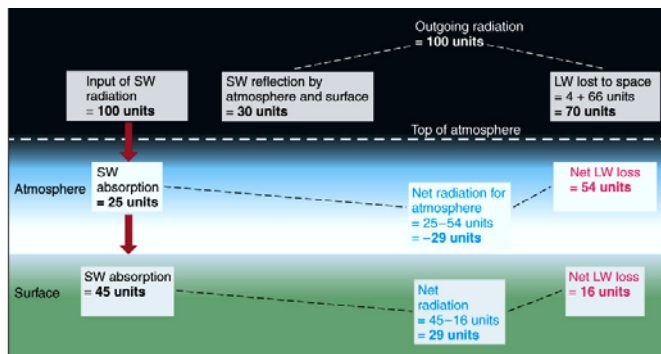 Outgoing radiation
= 100 units
Input of SW
radiation
= 100 units
SW reflection by
atmosphere and surface
= 30 units
LW lost to space
= 4 + 66 units
= 70 units
Top of atmosphere
Atmosphere
SW
absorption
= 25 units
Net radiation for
atmosphere
= 25–54 units
= –29 units
Net LW loss
= 54 units
Surface
SW absorption
= 45 units
Net
radiation
= 45–16 units
= 29 units
Net LW loss
= 16 units